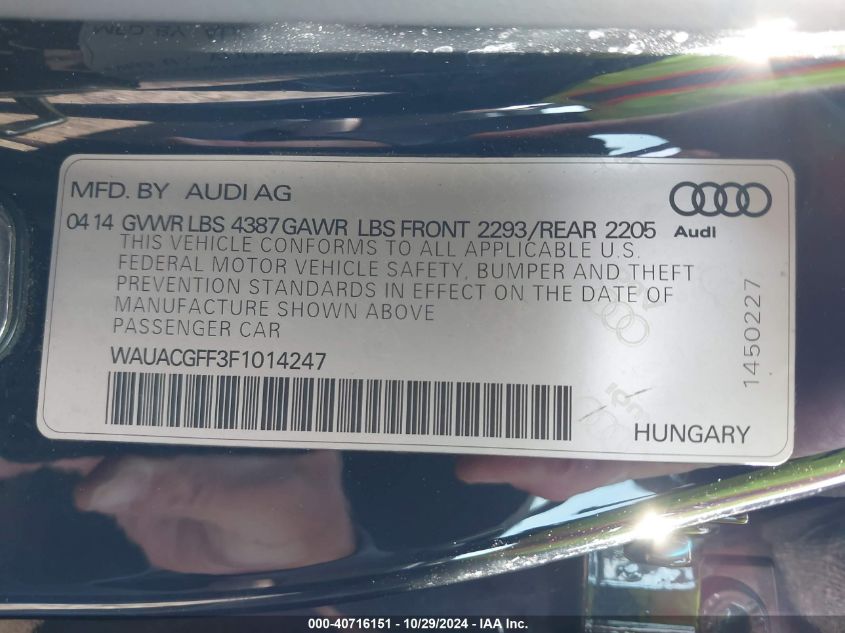 MFD. BY AUDI AG
04 14 GVWR LBS 4387 GAWR LBS FRONT 2293/REAR 2205
Audi
THIS VEHICLE CONFORMS TO ALL APPLICABLE U.S.
FEDERAL MOTOR VEHICLE SAFETY, BUMPER AND THEFT
PREVENTION STANDARDS IN EFFECT ON THE DATE OF
MANUFACTURE SHOWN ABOVE
PASSENGER CAR
WAUACGFF3F1014247
1450227
HUNGARY
000-40716151 - 10/29/2024 - IAA Inc.